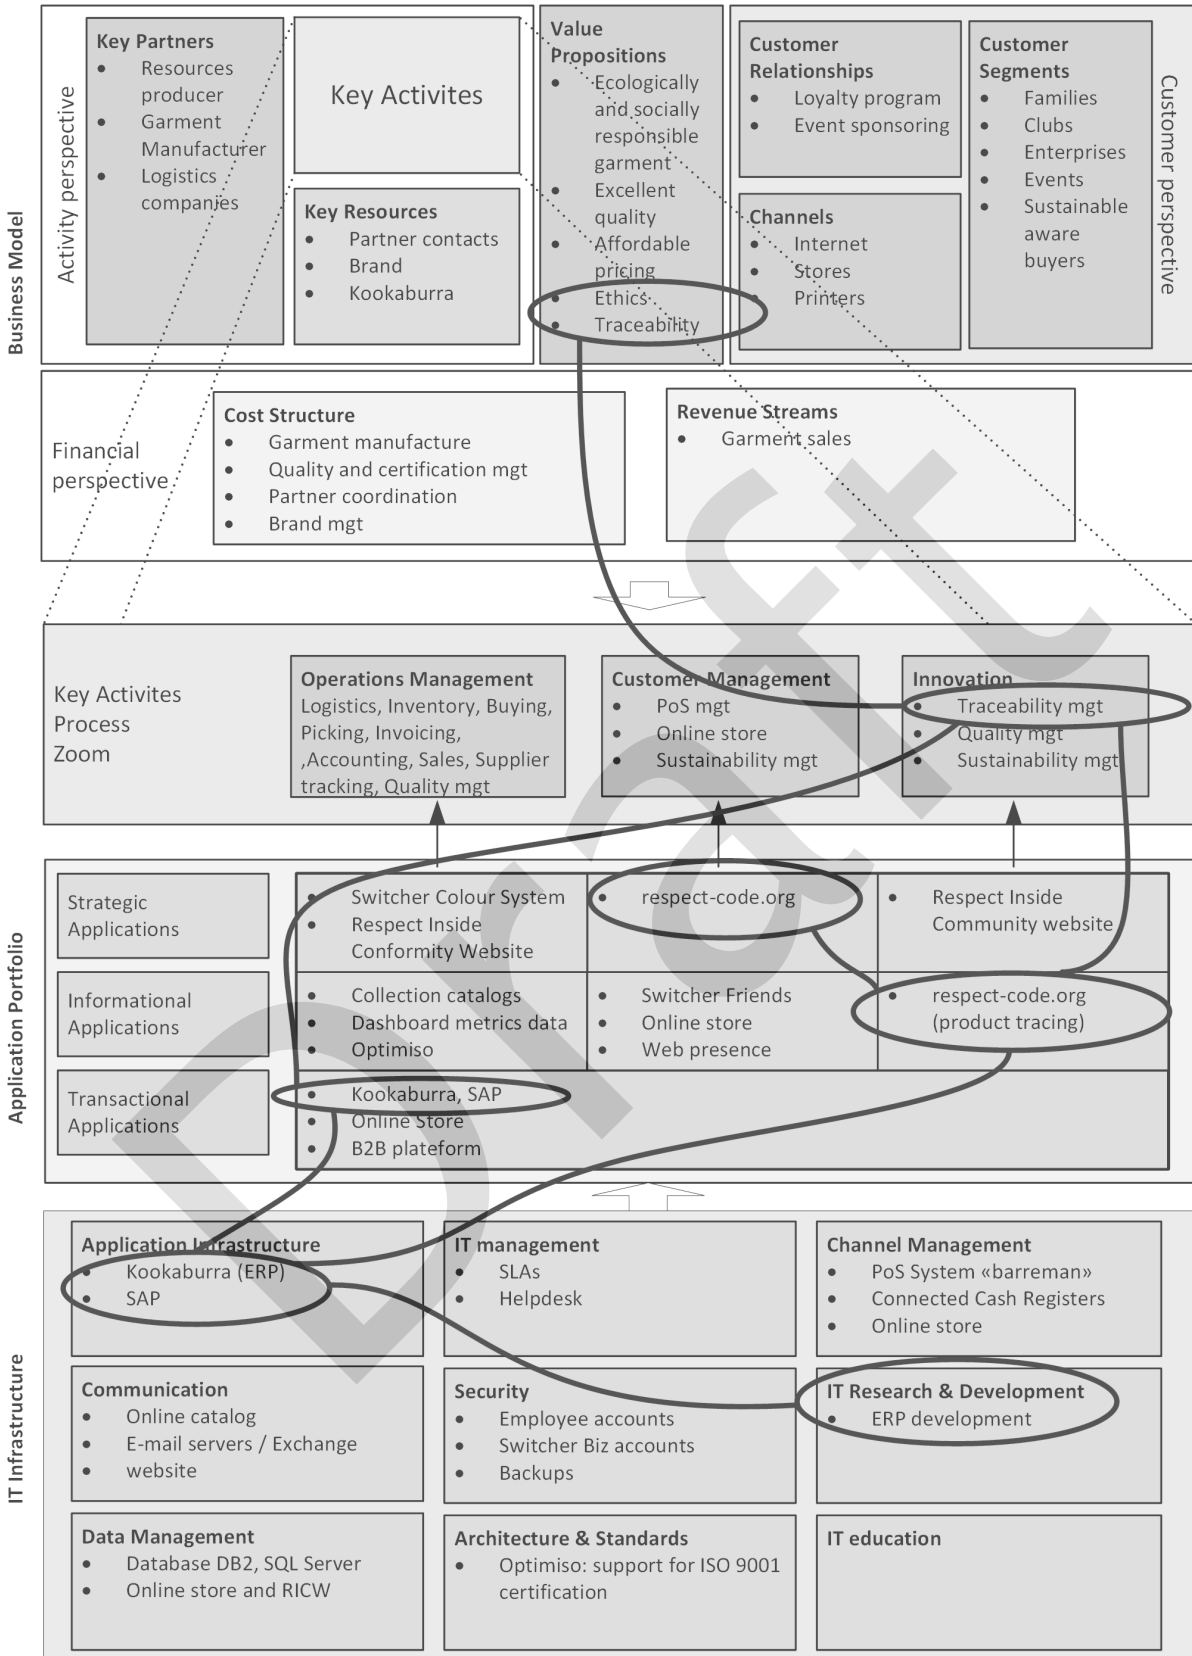 Business Model
Activity perspective
Key Partners
• Resources
producer
• Garment
Manufacturer
• Logistics
companies
Key Activites
Key Resources
• Partner contacts
• Brand
• Kookaburra
Value
Propositions
• Ecologically
and socially
responsible
garment
• Excellent
quality
• Affordable
pricing
• Ethics
• Traceability
Customer
Relationships
• Loyalty program
• Event sponsoring
Channels
• Internet
• Stores
• Printers
Customer
Segments
• Families
• Clubs
• Enterprises
• Events
• Sustainable
aware
buyers
Customer perspective
Financial
perspective
Cost Structure
• Garment manufacture
• Quality and certification mgt
• Partner coordination
• Brand mgt
Revenue Streams
• Garment sales
Key Activites
Process
Zoom
Operations Management
Logistics, Inventory, Buying,
Picking, Invoicing,
,Accounting, Sales, Supplier
tracking, Quality mgt
Customer Management
• PoS mgt
• Online store
• Sustainability mgt
Innovation
• Traceability mgt
• Quality mgt
• Sustainability mgt
Application Portfolio
Strategic
Applications
• Switcher Colour System
• Respect Inside
Conformity Website
• respect-code.org
• Respect Inside
Community website
Informational
Applications
• Collection catalogs
• Dashboard metrics data
• Optimiso
• Switcher Friends
• Online store
• Web presence
• respect-code.org
(product tracing)
Transactional
Applications
• Kookaburra, SAP
• Online Store
• B2B plateform
IT Infrastructure
Application Infrastructure
• Kookaburra (ERP)
• SAP
IT management
• SLAs
• Helpdesk
Channel Management
• PoS System «barreman»
• Connected Cash Registers
• Online store
Communication
• Online catalog
• E-mail servers / Exchange
• website
Security
• Employee accounts
• Switcher Biz accounts
• Backups
IT Research & Development
• ERP development
Data Management
• Database DB2, SQL Server
• Online store and RICW
Architecture & Standards
• Optimiso: support for ISO 9001
certification
IT education
Draft